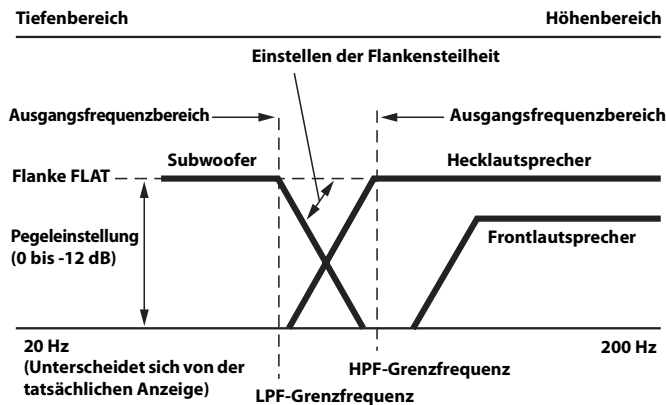 Tiefenbereich
Höhenbereich
Einstellen der Flankensteilheit
Ausgangsfrequenzbereich
Ausgangsfrequenzbereich
Subwoofer
Hecklautsprecher
Flanke FLAT
Pegeleinstellung
(0 bis -12 dB)
Frontlautsprecher
20 Hz
(Unterscheidet sich von der
tatsächlichen Anzeige)
200 Hz
HPF-Grenzfrequenz
LPF-Grenzfrequenz